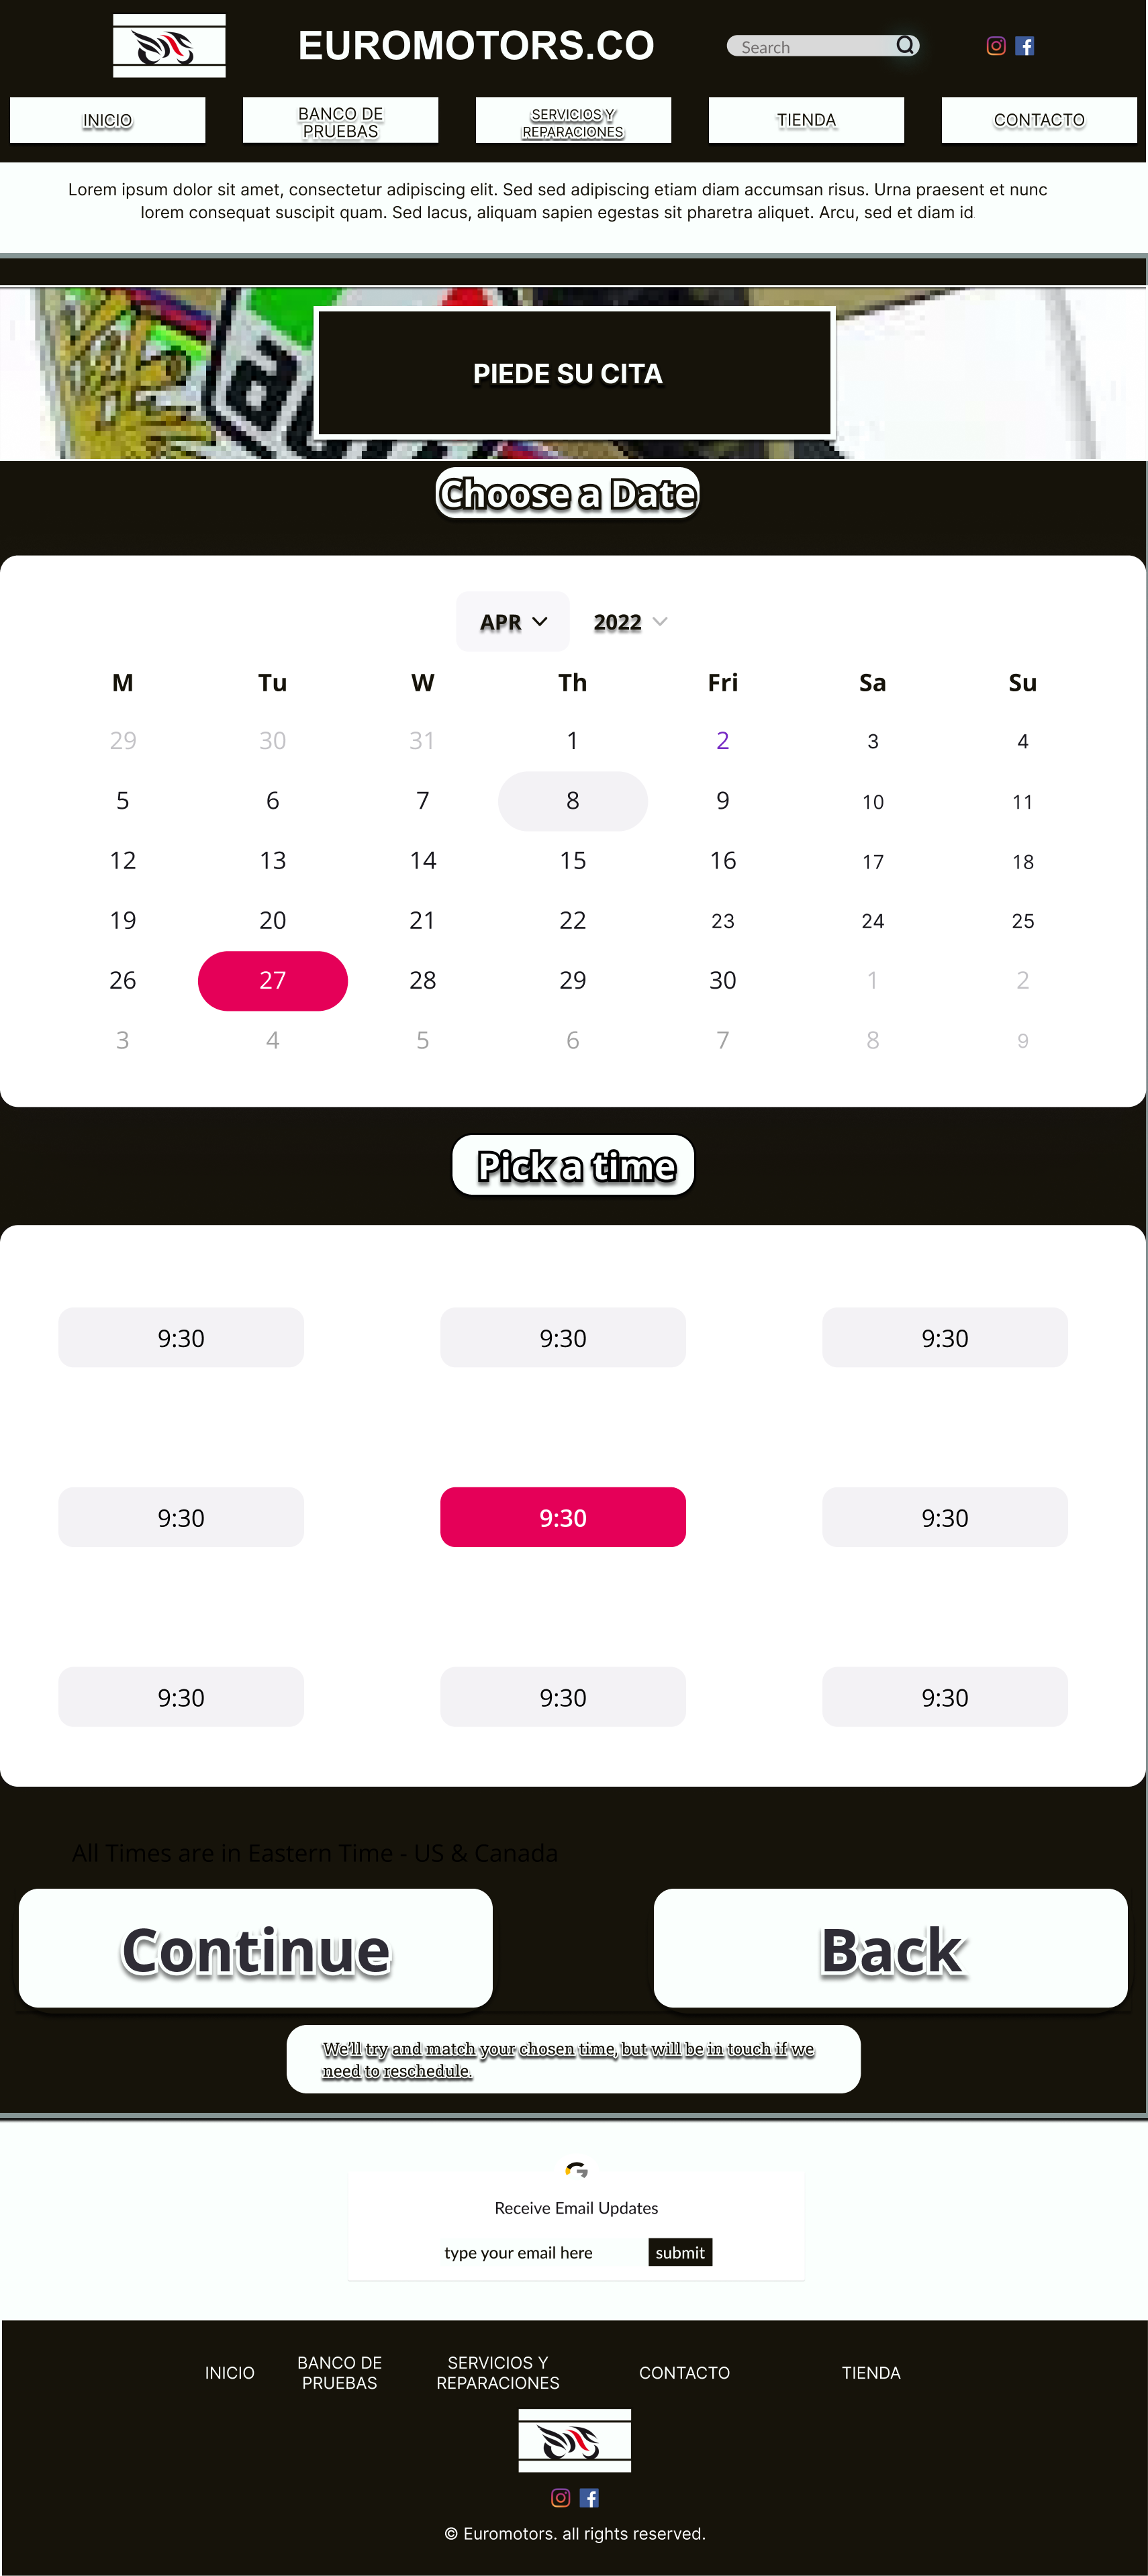 EUROMOTORS.CO
Search
INICIO
BANCO DE
PRUEBAS
SERVICIOS Y
REPARACIONES
TIENDA
CONTACTO
Lorem ipsum dolor sit amet, consectetur adipiscing elit. Sed sed adipiscing etiam diam accumsan risus. Urna praesent et nunc
lorem consequat suscipit quam. Sed lacus, aliquam sapien egestas sit pharetra aliquet. Arcu, sed et diam id
PIEDE SU CITA
Choose a Date
APR 2022
M Tu W Th Fri Sa Su
29 30 31 1 2 3 4
5 6 7 8 9 10 11
12 13 14 15 16 17 18
19 20 21 22 23 24 25
26 27 28 29 30 1 2
3 4 5 6 7 8 9
Pick a time
9:30 9:30 9:30
9:30 9:30 9:30
9:30 9:30 9:30
All Times are in Eastern Time - US & Canada
Continue
Back
We'll try and match your chosen time, but will be in touch if we
need to reschedule.
Receive Email Updates
type your email here
submit
INICIO
BANCO DE
PRUEBAS
SERVICIOS Y
REPARACIONES
CONTACTO
TIENDA
© Euromotors. all rights reserved.